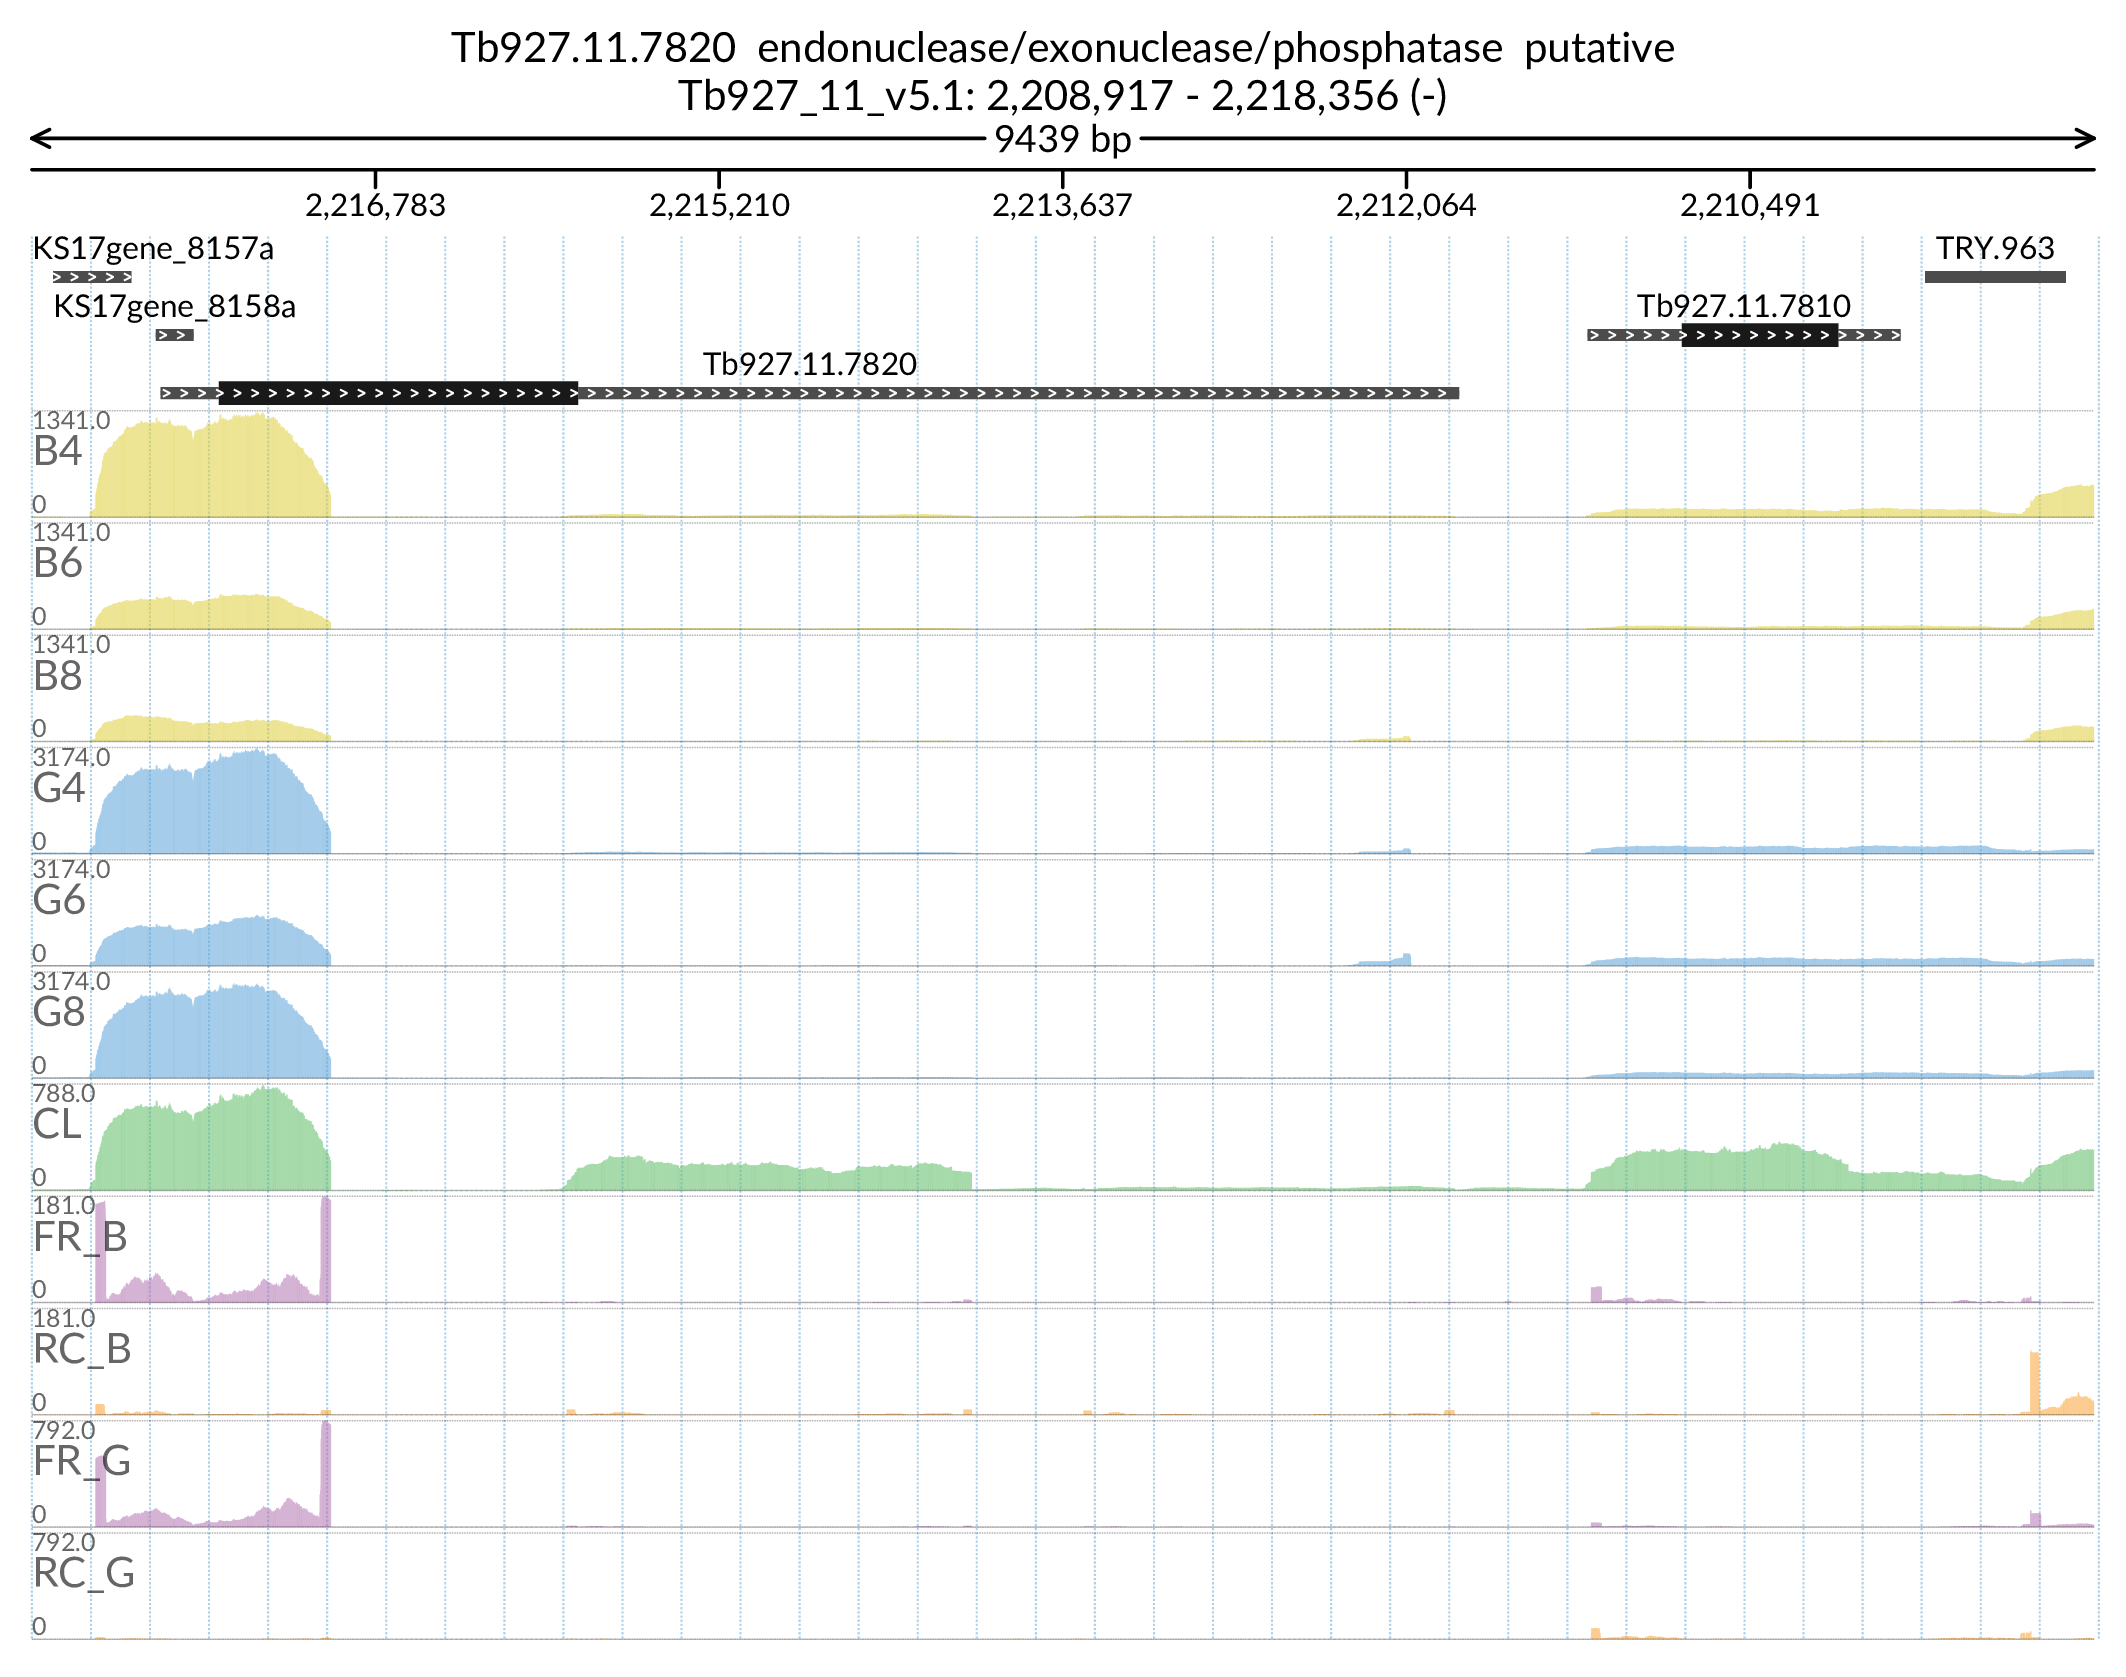 Tb927.11.7820 endonuclease/exonuclease/phosphatase putative
Tb927_11_v5.1: 2,208,917 - 2,218,356 (-)
9439 bp
2,216,783 2,215,210 2,213,637 2,212,064 2,210,491
KS17gene_8157a TRY.963
KS17gene_8158a Tb927.11.7810
Tb927.11.7820
1341.0
B4
0
1341.0
B6
0
1341.0
B8
0
3174.0
G4
0
3174.0
G6
0
3174.0
G8
0
788.0
CL
0
181.0
FR_B
0
181.0
RC_B
0
792.0
FR_G
0
792.0
RC_G
0